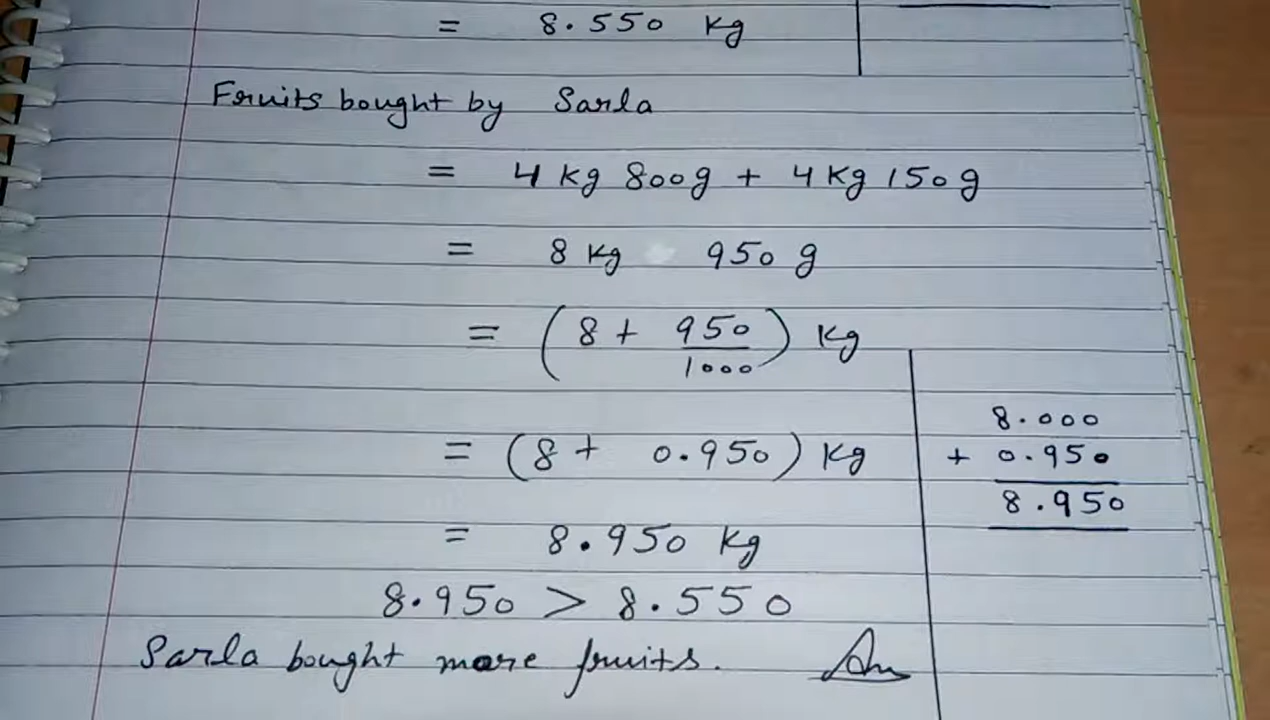 = 8.550 kg
Fruits bought by Sarla
= 4 kg 800g + 4 kg 150g
= 8 kg 950 g
= (8 + 950/1000) kg
= (8 + 0.950) kg
8.000
+ 0.950
8.950
= 8.950 kg
8.950 > 8.550
Sarla bought more fruits. Ans